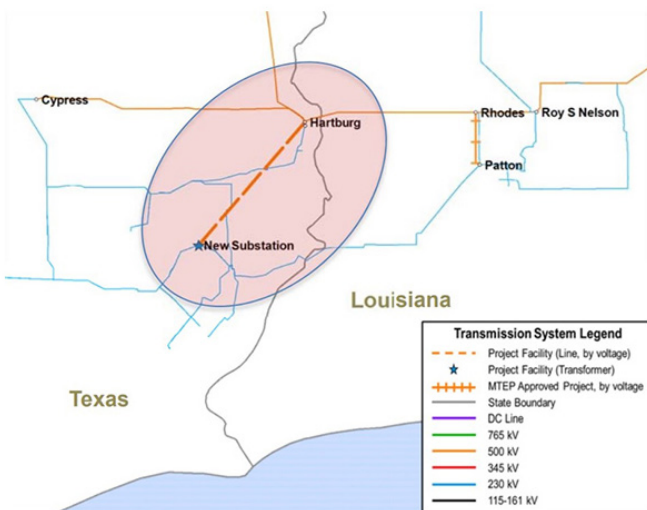 Cypress
Hartburg
Rhodes
Roy S Nelson
Patton
New Substation
Louisiana
Texas
Transmission System Legend
Project Facility (Line, by voltage)
Project Facility (Transformer)
MTEP Approved Project, by voltage
State Boundary
DC Line
765 kV
500 kV
345 kV
230 kV
115-161 kV